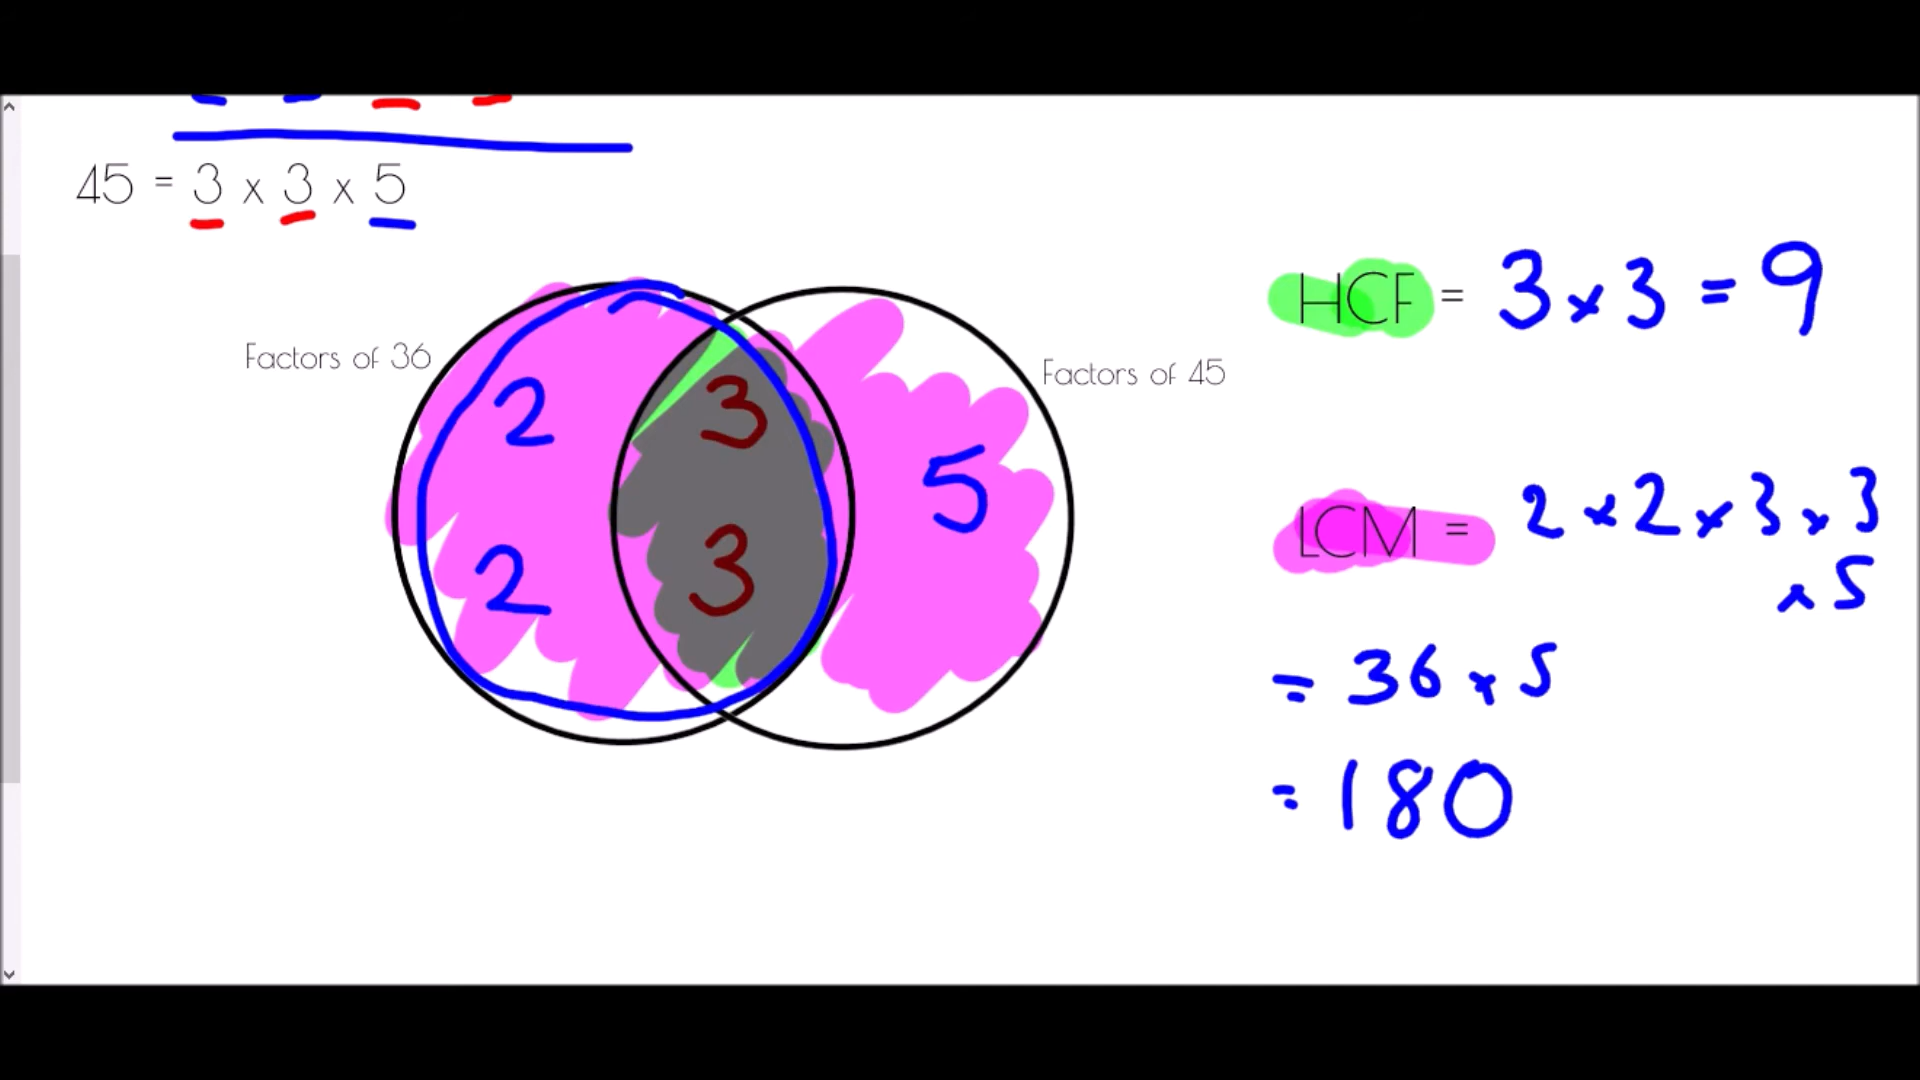 45 = 3 x 3 x 5
HCF = 3 x 3 = 9
Factors of 36
Factors of 45
2 3
5
2 3
LCM = 2 x 2 x 3 x 3
x 5
= 36 x 5
= 180